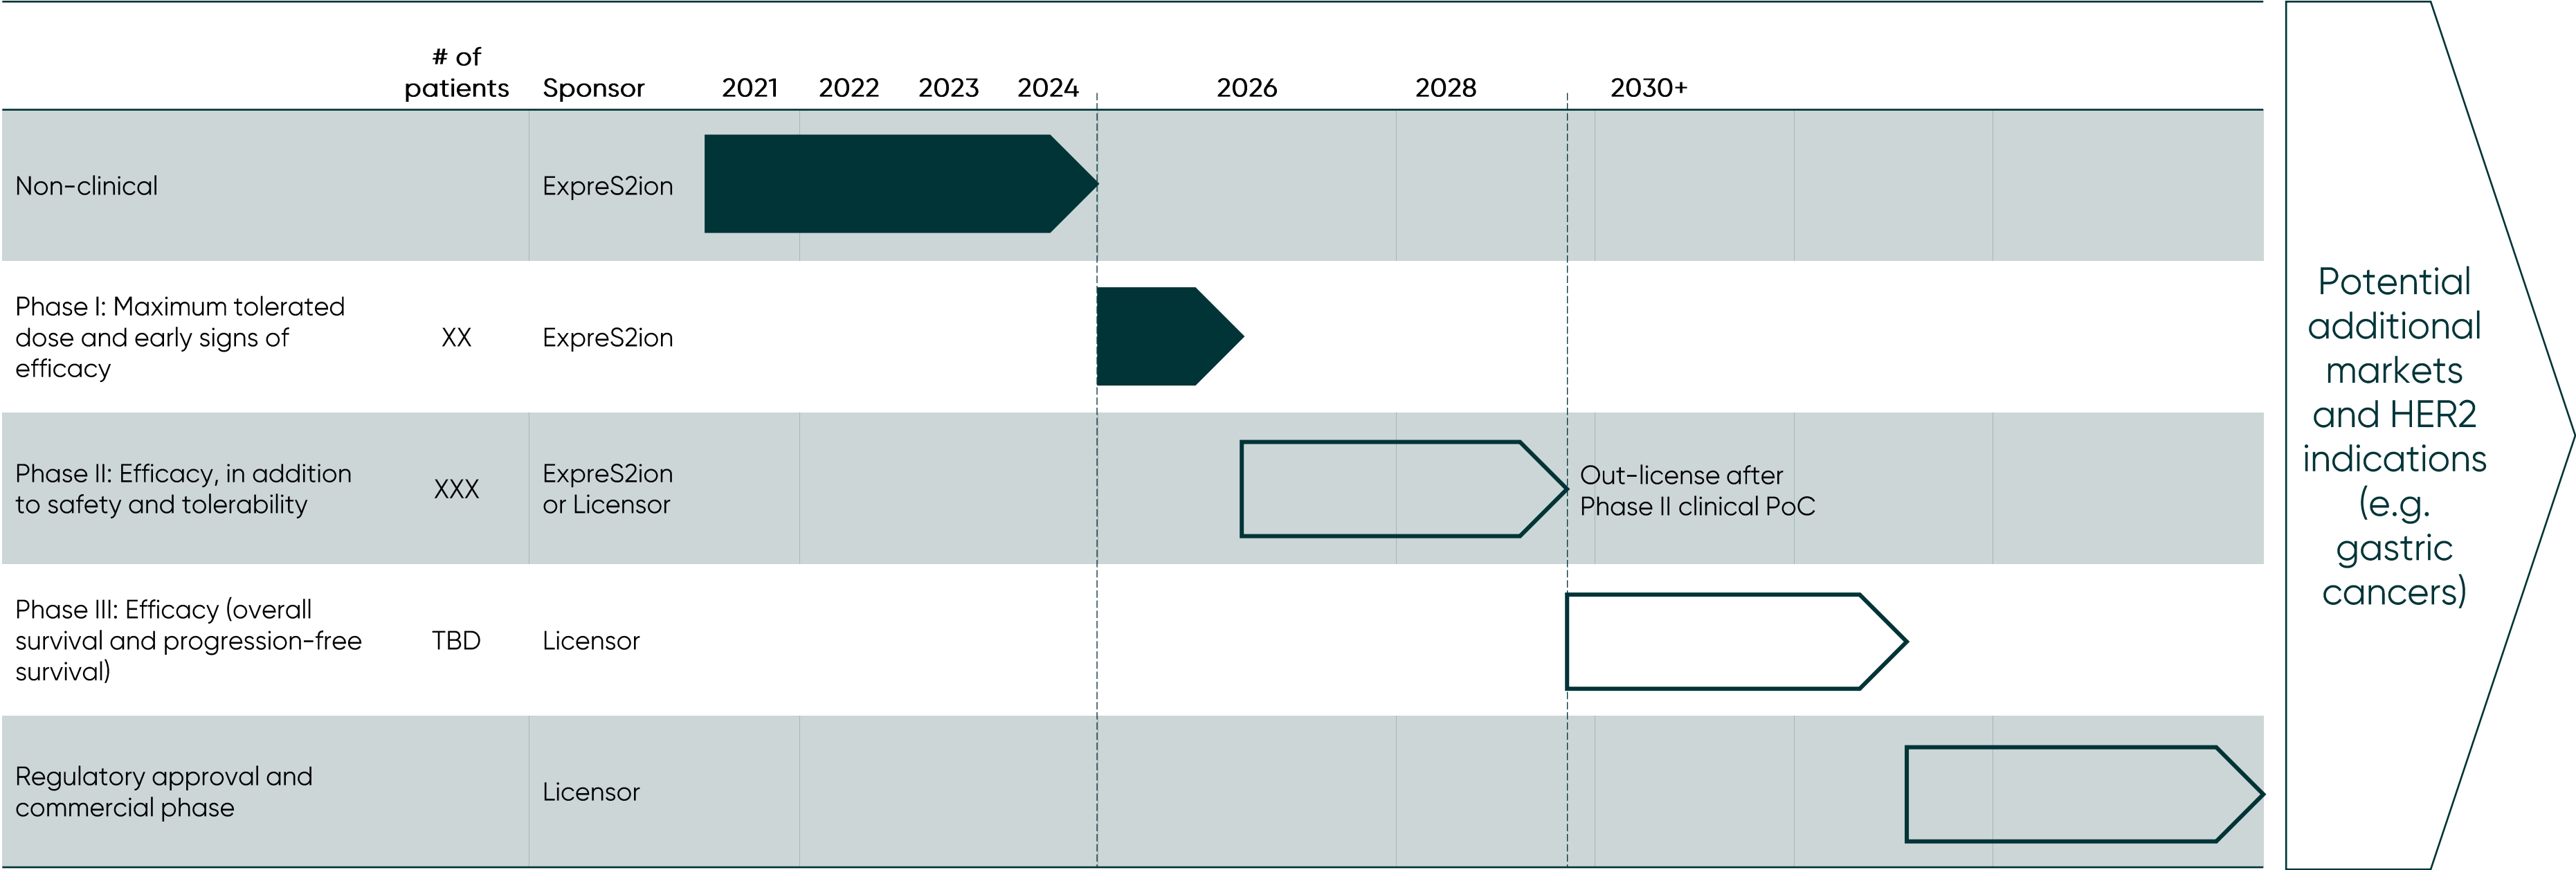 # of
patients
Sponsor
2021
2022
2023
2024
2026
2028
2030+
Non-clinical
ExpreS2ion
Phase I: Maximum tolerated
dose and early signs of
efficacy
XX
ExpreS2ion
Phase II: Efficacy, in addition
to safety and tolerability
XXX
ExpreS2ion
or Licensor
Out-license after
Phase II clinical PoC
Phase III: Efficacy (overall
survival and progression-free
survival)
TBD
Licensor
Regulatory approval and
commercial phase
Licensor
Potential
additional
markets
and HER2
indications
(e.g.
gastric
cancers)